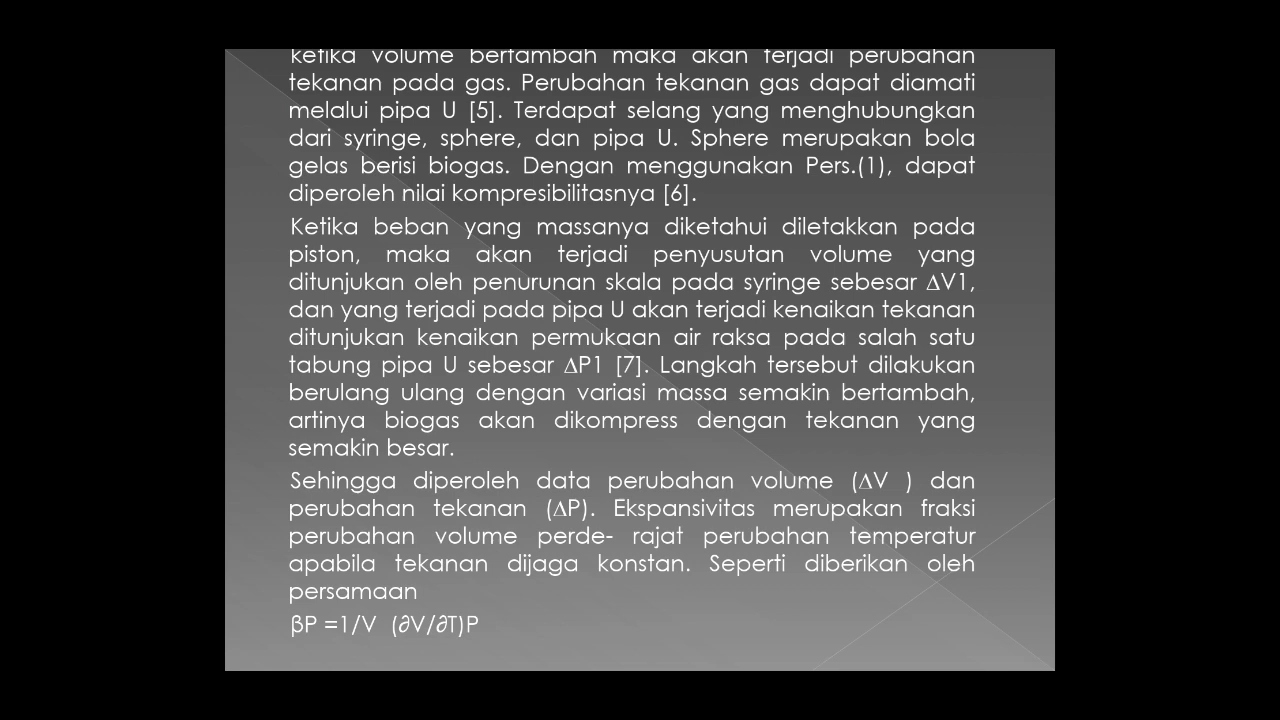 ketika volume bertambah maka akan terjadi perubahan
tekanan pada gas. Perubahan tekanan gas dapat diamati
melalui pipa U [5]. Terdapat selang yang menghubungkan
dari syringe, sphere, dan pipa U. Sphere merupakan bola
gelas berisi biogas. Dengan menggunakan Pers.(1), dapat
diperoleh nilai kompresibilitasnya [6].
Ketika beban yang massanya diketahui diletakkan pada
piston, maka akan terjadi penyusutan volume yang
ditunjukan oleh penurunan skala pada syringe sebesar ∆V1,
dan yang terjadi pada pipa U akan terjadi kenaikan tekanan
ditunjukan kenaikan permukaan air raksa pada salah satu
tabung pipa U sebesar ∆P1 [7]. Langkah tersebut dilakukan
berulang ulang dengan variasi massa semakin bertambah,
artinya biogas akan dikompress dengan tekanan yang
semakin besar.
Sehingga diperoleh data perubahan volume (∆V ) dan
perubahan tekanan (∆P). Ekspansivitas merupakan fraksi
perubahan volume perde- rajat perubahan temperatur
apabila tekanan dijaga konstan. Seperti diberikan oleh
persamaan
βP =1/V (∂V/∂T)P